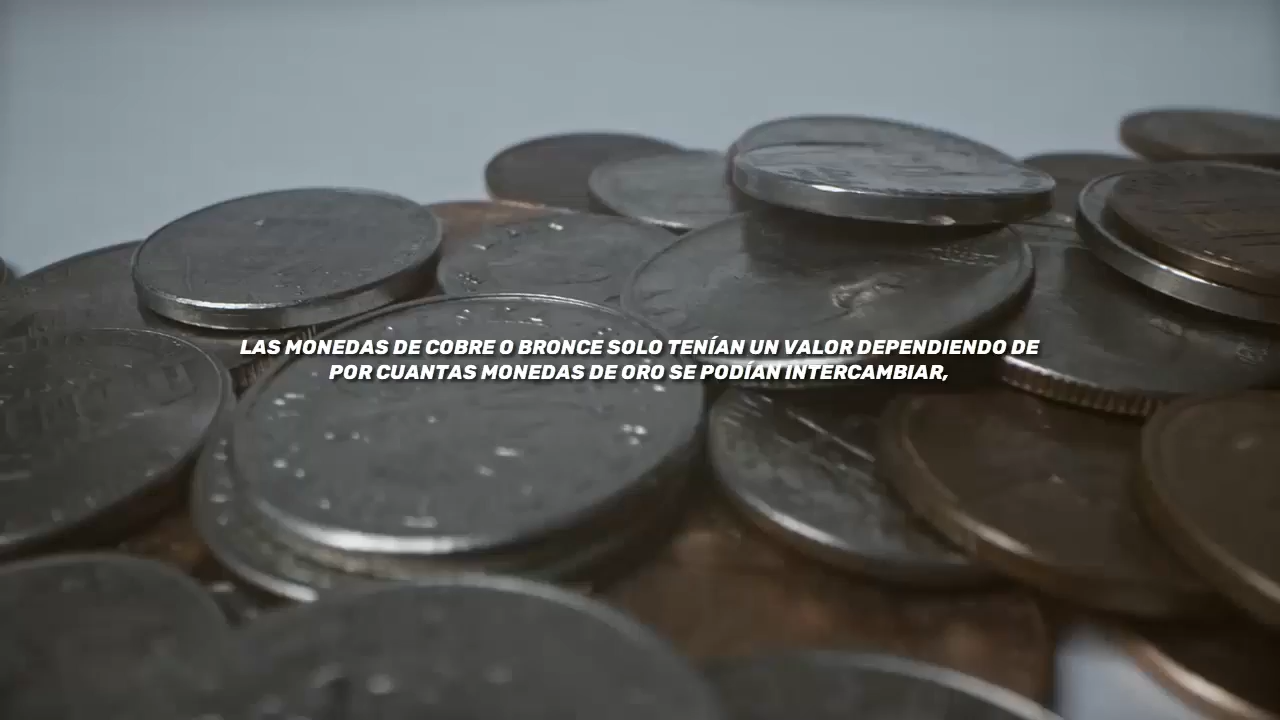 LAS MONEDAS DE COBRE O BRONCE SOLO TENÍAN UN VALOR DEPENDIENDO DE
POR CUANTAS MONEDAS DE ORO SE PODÍAN INTERCAMBIAR,